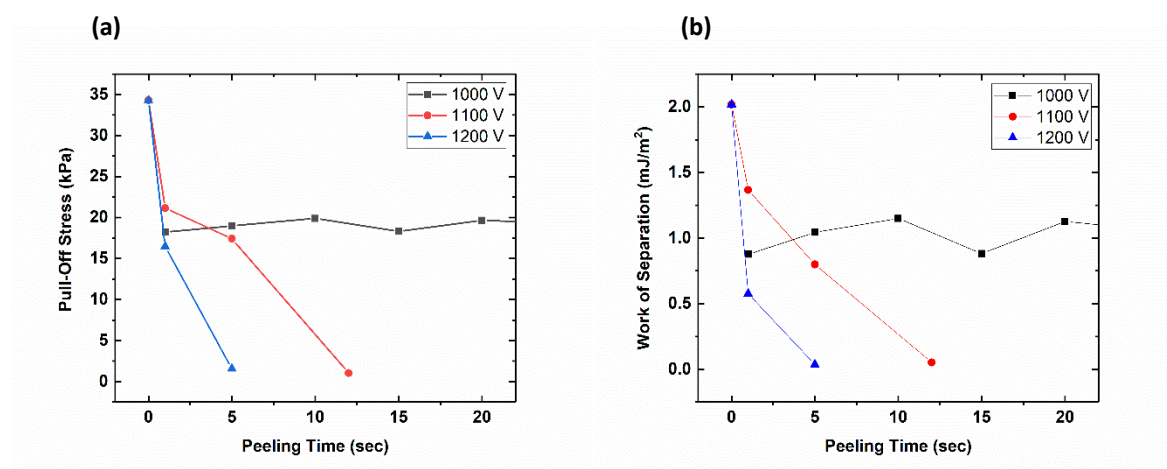 (a)
35
30
25
20
15
10
5
0
Pull-Off Stress (kPa)
1000 V
1100 V
1200 V
0 5 10 15 20
Peeling Time (sec)
(b)
2.0
1.5
1.0
0.5
0.0
Work of Separation (mJ/m²)
1000 V
1100 V
1200 V
0 5 10 15 20
Peeling Time (sec)